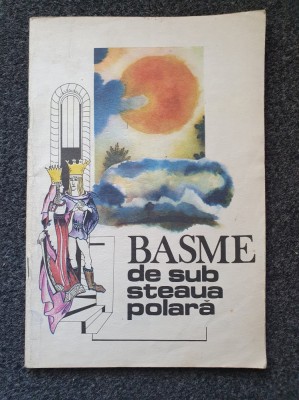 BASME
de sub
steaua
polară